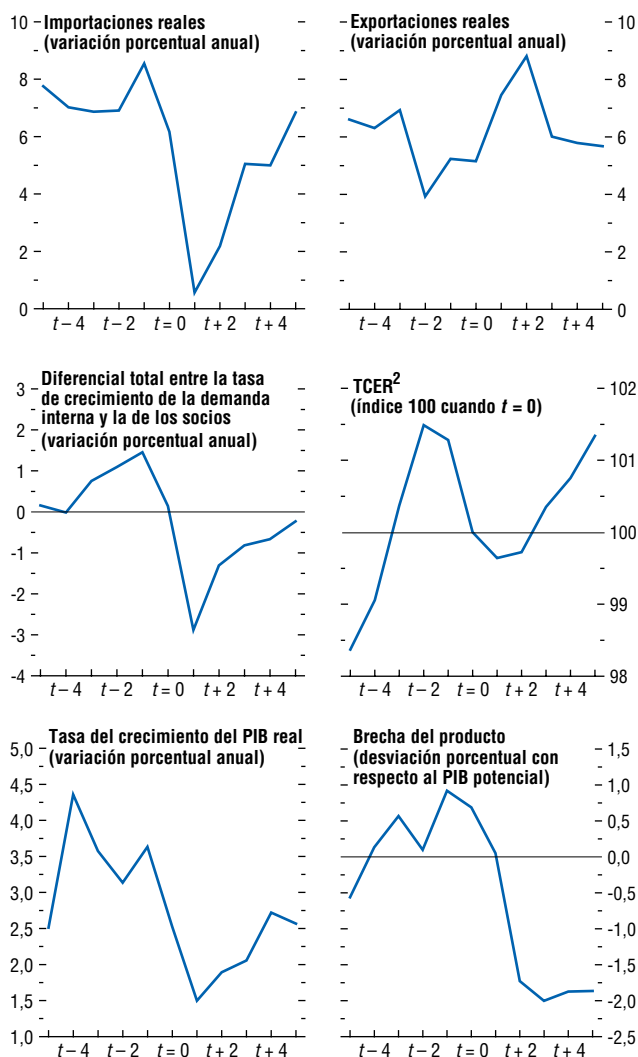 Importaciones reales
(variación porcentual anual)
10
8
6
4
2
0
t – 4 t – 2 t = 0 t + 2 t + 4
Exportaciones reales
(variación porcentual anual)
10
8
6
4
2
0
t – 4 t – 2 t = 0 t + 2 t + 4
Diferencial total entre la tasa
de crecimiento de la demanda
interna y la de los socios
(variación porcentual anual)
3
2
1
0
-1
-2
-3
-4
t – 4 t – 2 t = 0 t + 2 t + 4
TCER²
(índice 100 cuando t = 0)
102
101
100
99
98
t – 4 t – 2 t = 0 t + 2 t + 4
Tasa del crecimiento del PIB real
(variación porcentual anual)
5,0
4,5
4,0
3,5
3,0
2,5
2,0
1,5
1,0
t – 4 t – 2 t = 0 t + 2 t + 4
Brecha del producto
(desviación porcentual con
respecto al PIB potencial)
1,5
1,0
0,5
0,0
-0,5
-1,0
-1,5
-2,0
-2,5
t – 4 t – 2 t = 0 t + 2 t + 4